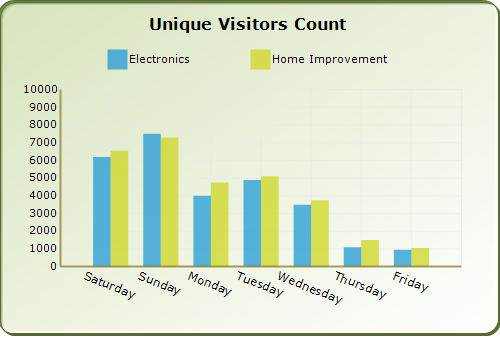 Unique Visitors Count
Electronics
Home Improvement
10000
9000
8000
7000
6000
5000
4000
3000
2000
1000
0
Saturday
Sunday
Monday
Tuesday
Wednesday
Thursday
Friday